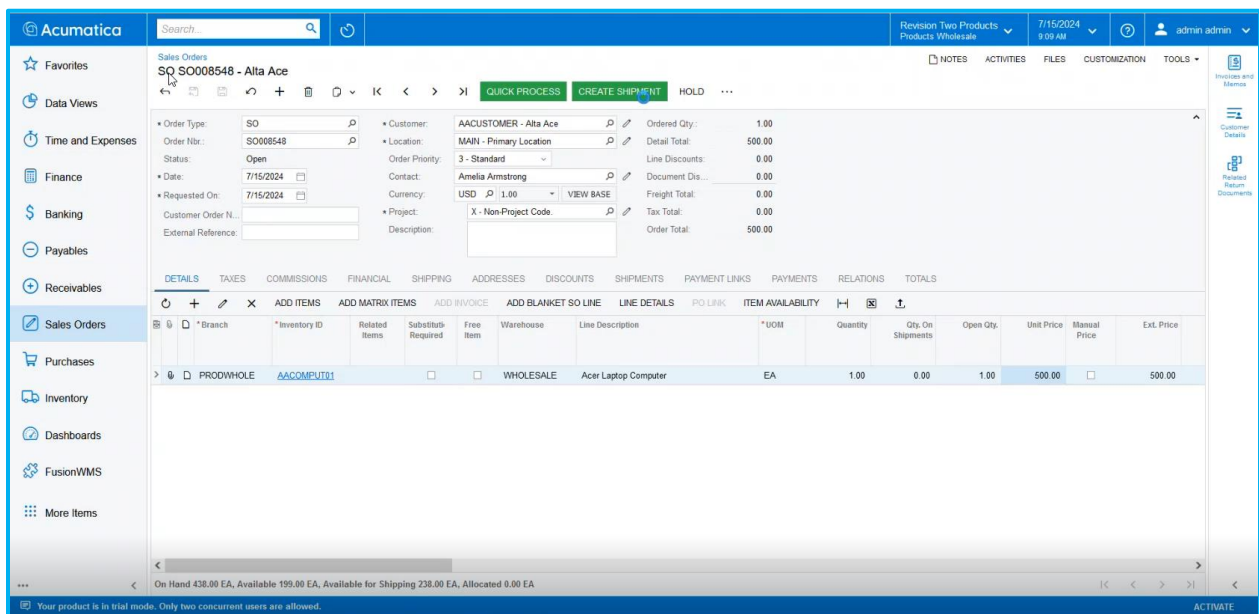 Acumatica
Search...
Revision Two Products
Products Wholesale
7/15/2024
9:09 AM
admin admin
Favorites
Data Views
Time and Expenses
Finance
Banking
Payables
Receivables
Sales Orders
Purchases
Inventory
Dashboards
FusionWMS
More Items
Sales Orders
SO SO008548 - Alta Ace
NOTES ACTIVITIES FILES CUSTOMIZATION TOOLS
QUICK PROCESS CREATE SHIPMENT HOLD ...
* Order Type: SO
Order Nbr.: SO008548
Status: Open
* Date: 7/15/2024
* Requested On: 7/15/2024
Customer Order N...
External Reference:
* Customer: AACUSTOMER - Alta Ace
* Location: MAIN - Primary Location
Order Priority: 3 - Standard
Contact: Amelia Armstrong
Currency: USD 1.00 VIEW BASE
* Project: X - Non-Project Code.
Description:
Ordered Qty.: 1.00
Detail Total: 500.00
Line Discounts: 0.00
Document Dis... 0.00
Freight Total: 0.00
Tax Total: 0.00
Order Total: 500.00
Invoices and
Memos
Customer
Details
Related
Return
Documents
DETAILS TAXES COMMISSIONS FINANCIAL SHIPPING ADDRESSES DISCOUNTS SHIPMENTS PAYMENT LINKS PAYMENTS RELATIONS TOTALS
ADD ITEMS ADD MATRIX ITEMS ADD INVOICE ADD BLANKET SO LINE LINE DETAILS PO LINK ITEM AVAILABILITY
* Branch * Inventory ID Related Items Substituti Required Free Item Warehouse Line Description * UOM Quantity Qty. On Shipments Open Qty. Unit Price Manual Price Ext. Price
PRODWHOLE AACOMPUT01 WHOLESALE Acer Laptop Computer EA 1.00 0.00 1.00 500.00 500.00
On Hand 438.00 EA, Available 199.00 EA, Available for Shipping 238.00 EA, Allocated 0.00 EA
Your product is in trial mode. Only two concurrent users are allowed. ACTIVATE